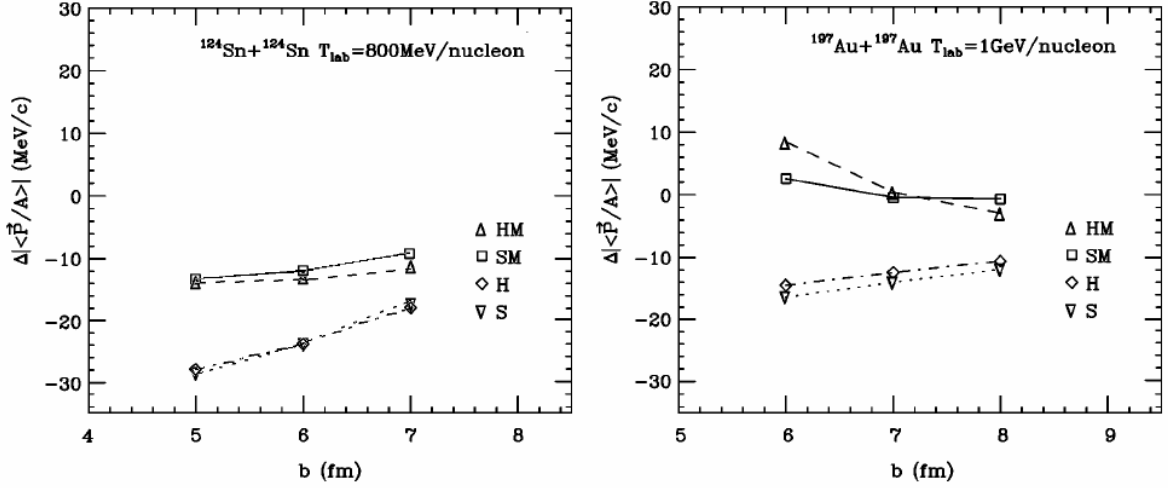 ¹²⁴Sn+¹²⁴Sn T_lab=800MeV/nucleon
Δ|<P⃗/A>| (MeV/c)
30
20
10
0
−10
−20
−30
HM
SM
H
S
4
5
6
7
8
b (fm)
¹⁹⁷Au+¹⁹⁷Au T_lab=1GeV/nucleon
Δ|<P⃗/A>| (MeV/c)
30
20
10
0
−10
−20
−30
HM
SM
H
S
5
6
7
8
9
b (fm)